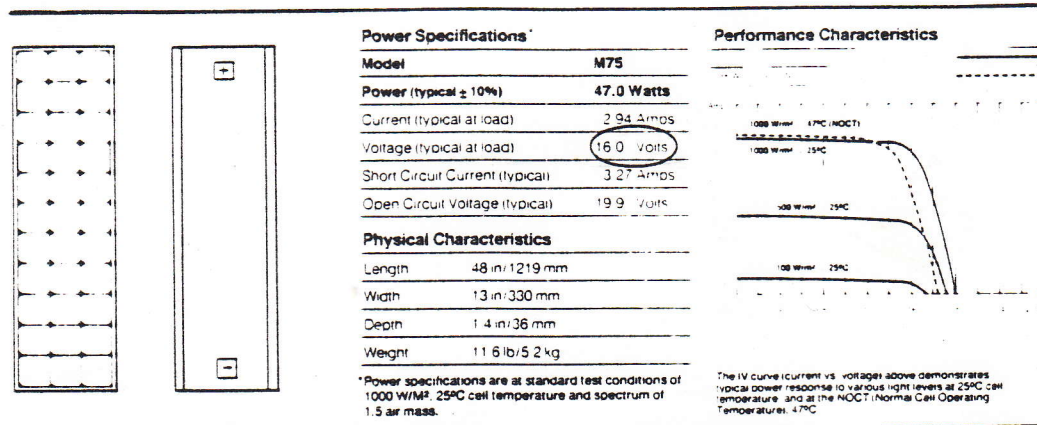 Power Specifications*
Model M75
Power (typical ± 10%) 47.0 Watts
Current (typical at load) 2.94 Amps
Voltage (typical at load) 16.0 Volts
Short Circuit Current (typical) 3.27 Amps
Open Circuit Voltage (typical) 19.9 Volts
Physical Characteristics
Length 48 in/1219 mm
Width 13 in/330 mm
Depth 1.4 in/36 mm
Weight 11.6 lb/5.2 kg
*Power specifications are at standard test conditions of
1000 W/M², 25ºC cell temperature and spectrum of
1.5 air mass.
Performance Characteristics
1000 W/m² 47ºC (NOCT)
1000 W/m² 25ºC
500 W/m² 25ºC
100 W/m² 25ºC
The IV curve (current vs. voltage) above demonstrates
typical power response to various light levels at 25ºC cell
temperature, and at the NOCT (Normal Cell Operating
Temperature), 47ºC
+
−